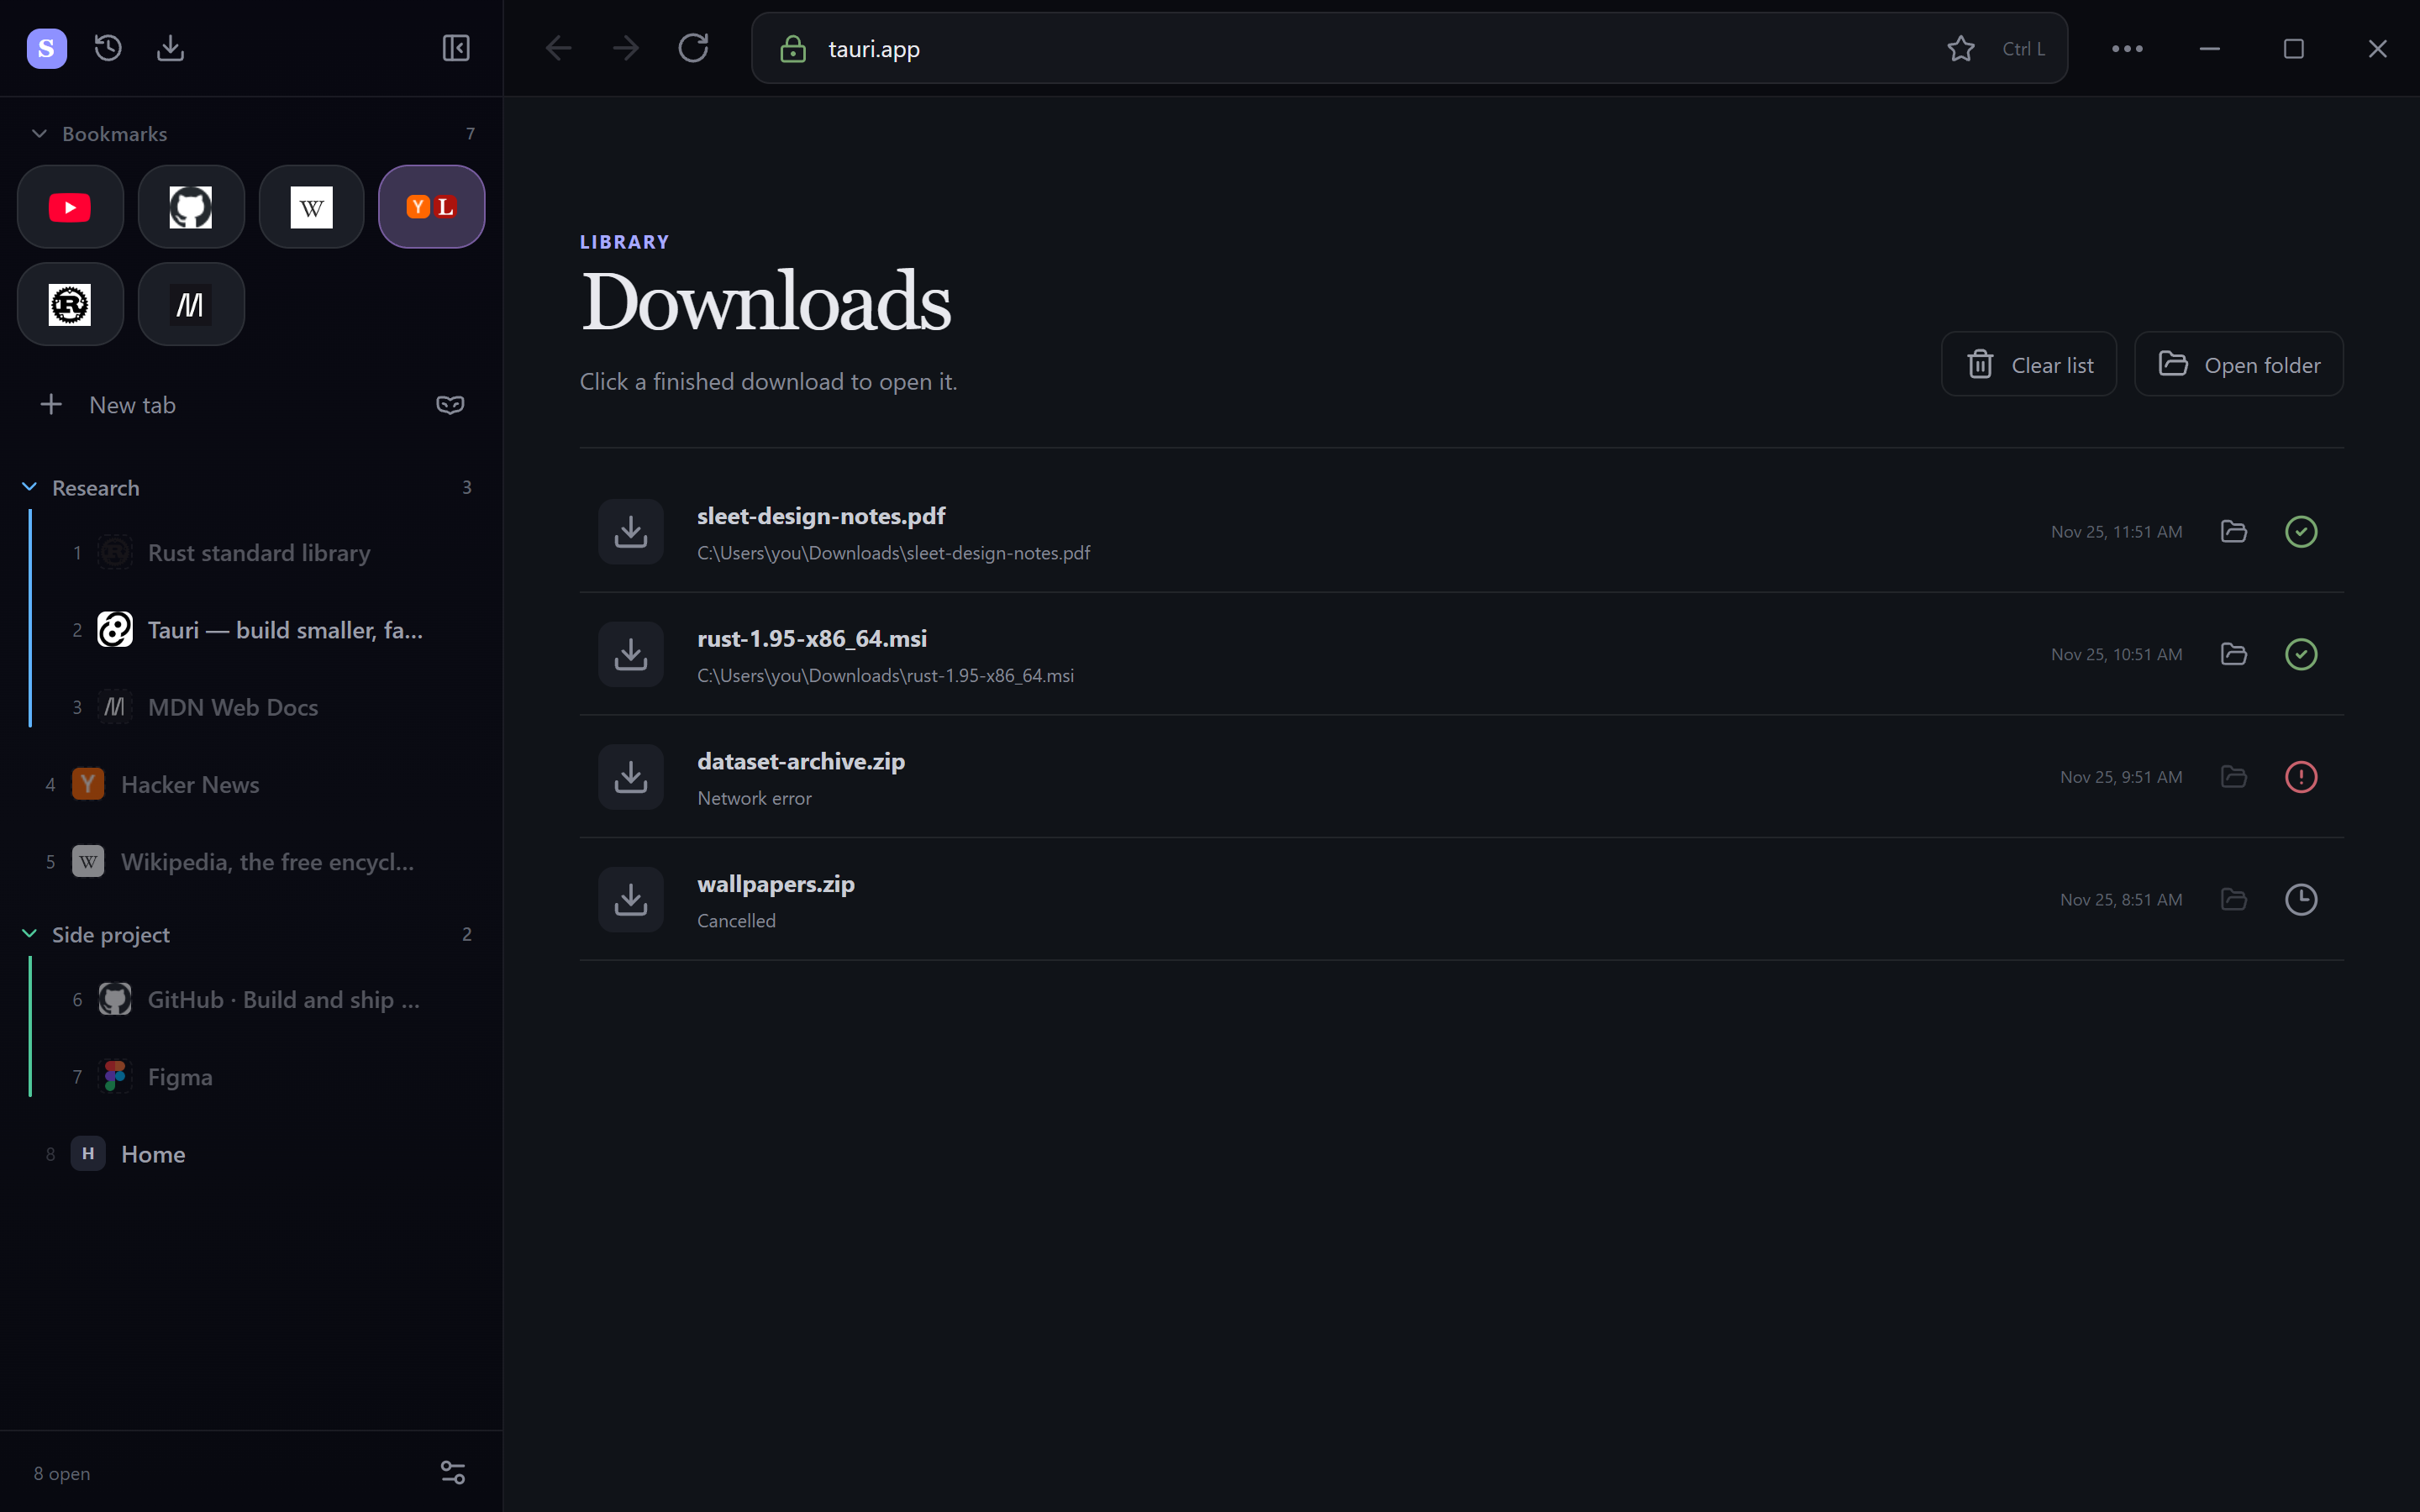 S
tauri.app
Ctrl L
Bookmarks
7
W
Y L
R
M
New tab
Research
3
1 Rust standard library
2 Tauri — build smaller, fa...
3 M MDN Web Docs
4 Y Hacker News
5 W Wikipedia, the free encycl...
Side project
2
6 GitHub · Build and ship ...
7 Figma
8 H Home
8 open
LIBRARY
Downloads
Click a finished download to open it.
Clear list
Open folder
sleet-design-notes.pdf
C:\Users\you\Downloads\sleet-design-notes.pdf
Nov 25, 11:51 AM
rust-1.95-x86_64.msi
C:\Users\you\Downloads\rust-1.95-x86_64.msi
Nov 25, 10:51 AM
dataset-archive.zip
Network error
Nov 25, 9:51 AM
wallpapers.zip
Cancelled
Nov 25, 8:51 AM